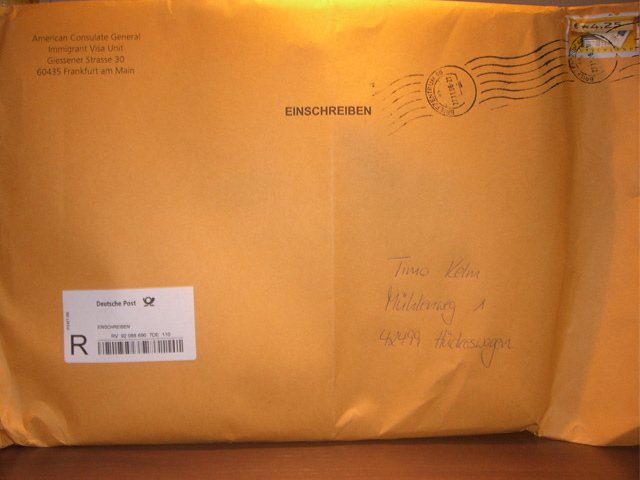 American Consulate General
Immigrant Visa Unit
Giessener Strasse 30
60435 Frankfurt am Main
EINSCHREIBEN
Timo Kelm
Mühlenweg 1
42499 Hückeswagen
Deutsche Post
EINSCHREIBEN
R